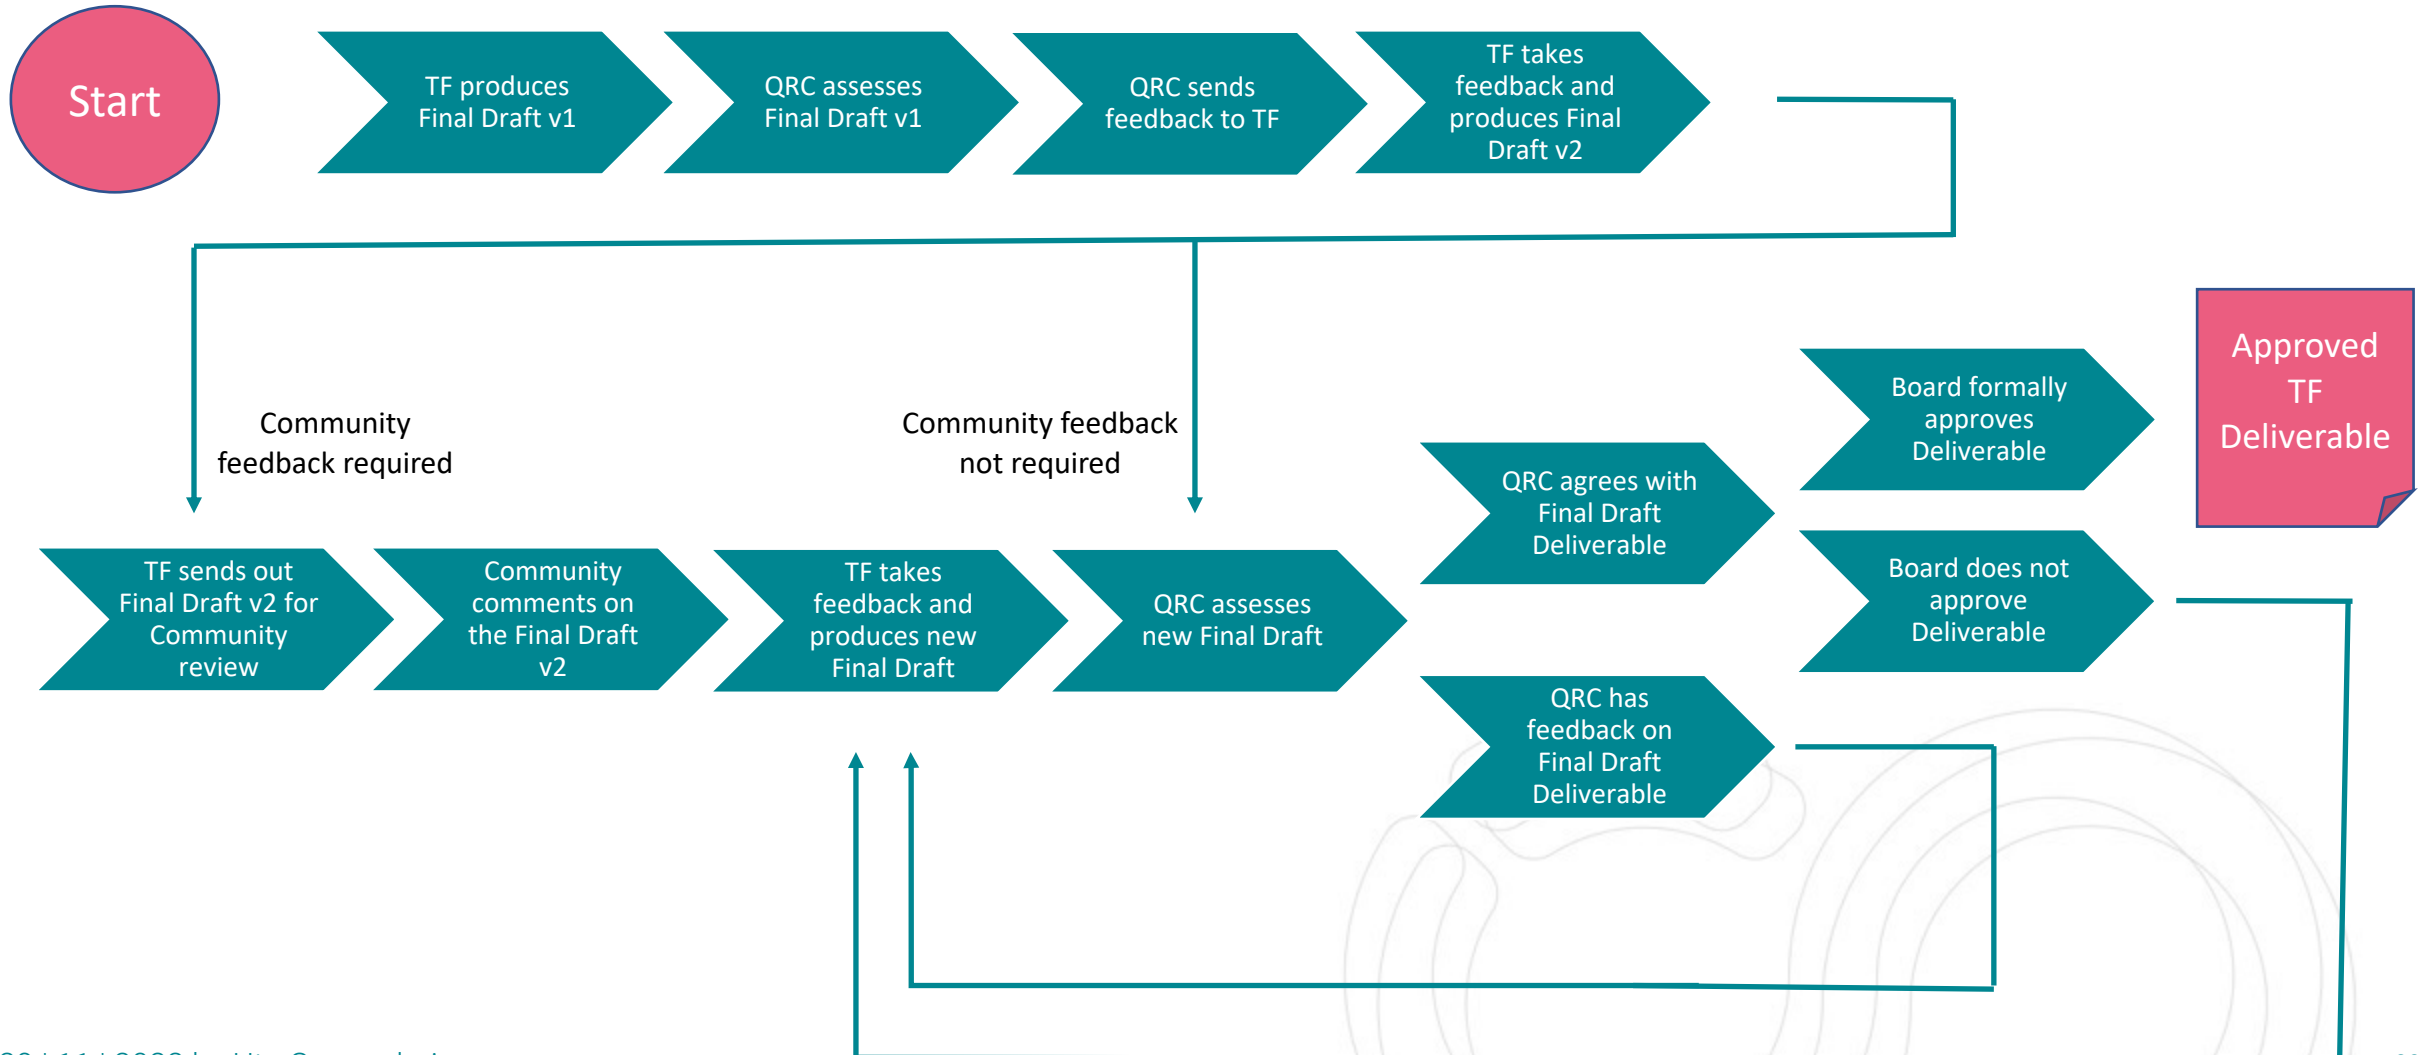 Start
TF produces
Final Draft v1
QRC assesses
Final Draft v1
QRC sends
feedback to TF
TF takes
feedback and
produces Final
Draft v2
Community
feedback required
Community feedback
not required
TF sends out
Final Draft v2 for
Community
review
Community
comments on
the Final Draft
v2
TF takes
feedback and
produces new
Final Draft
QRC assesses
new Final Draft
QRC agrees with
Final Draft
Deliverable
QRC has
feedback on
Final Draft
Deliverable
Board formally
approves
Deliverable
Board does not
approve
Deliverable
Approved
TF
Deliverable